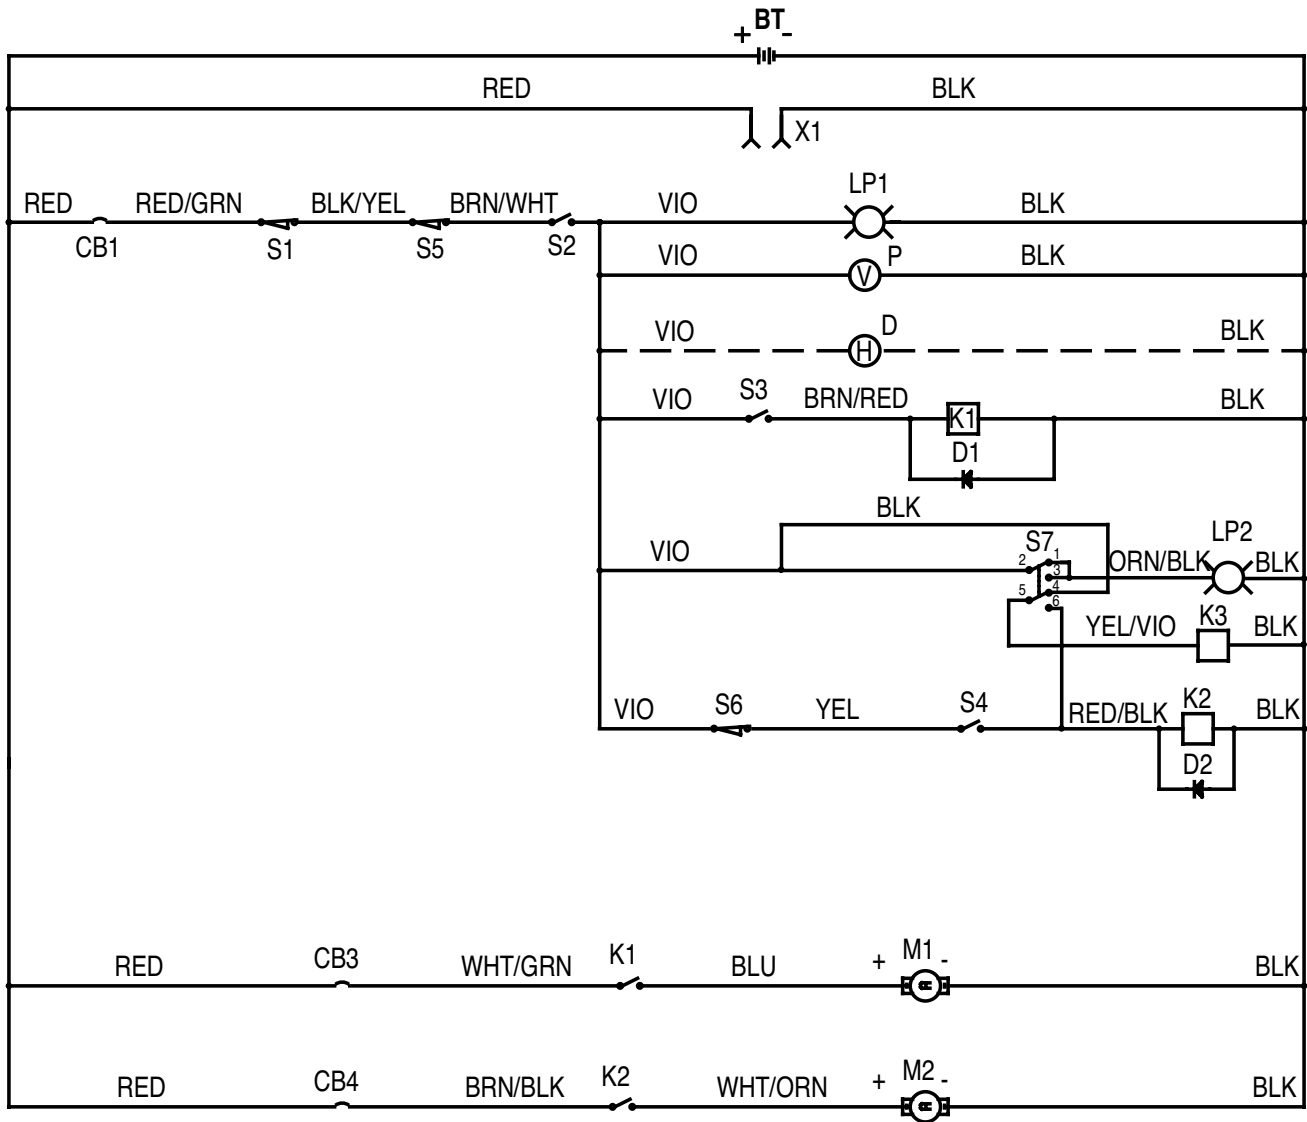 + BT -
RED BLK
X1
LP1
RED RED/GRN BLK/YEL BRN/WHT VIO BLK
CB1 S1 S5 S2
VIO P BLK
V
VIO D BLK
H
VIO S3 BRN/RED BLK
K1
D1
BLK
VIO S7 ORN/BLK LP2 BLK
2 1
3
5 4
6
YEL/VIO K3 BLK
VIO S6 YEL S4 RED/BLK K2 BLK
D2
RED CB3 WHT/GRN K1 BLU + M1 - BLK
RED CB4 BRN/BLK K2 WHT/ORN + M2 - BLK